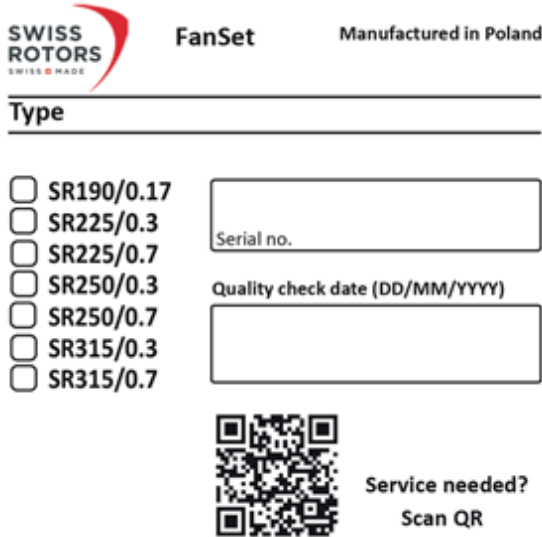 SWISS
ROTORS
SWISS MADE
FanSet
Manufactured in Poland
Type
SR190/0.17
SR225/0.3
SR225/0.7
SR250/0.3
SR250/0.7
SR315/0.3
SR315/0.7
Serial no.
Quality check date (DD/MM/YYYY)
Service needed?
Scan QR